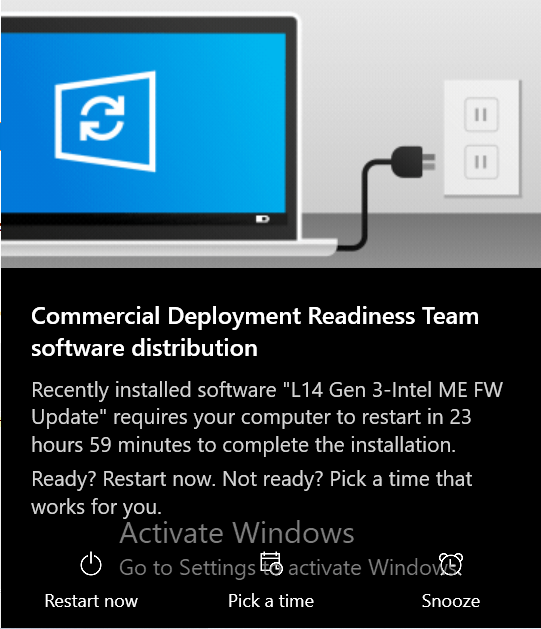 Commercial Deployment Readiness Team
software distribution
Recently installed software "L14 Gen 3-Intel ME FW
Update" requires your computer to restart in 23
hours 59 minutes to complete the installation.
Ready? Restart now. Not ready? Pick a time that
works for you.
Activate Windows
Go to Settings to activate Windows.
Restart now
Pick a time
Snooze